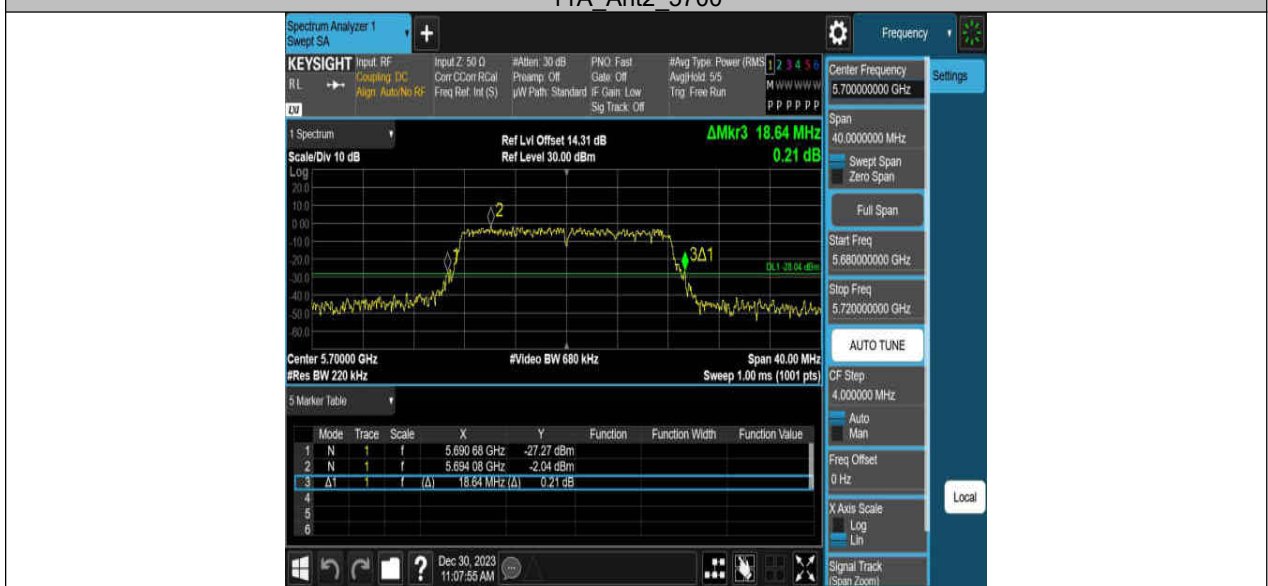 11A_Ant2_5700
Spectrum Analyzer 1
Swept SA
+
Frequency
KEYSIGHT
RL
LXI
Input: RF
Coupling: DC
Align: Auto/No RF
Input Z: 50 Ω
Corr CCorr RCal
Freq Ref: Int (S)
#Atten: 30 dB
Preamp: Off
µW Path: Standard
PNO: Fast
Gate: Off
IF Gain: Low
Sig Track: Off
#Avg Type: Power (RMS
Avg|Hold: 5/5
Trig: Free Run
1 2 3 4 5 6
M W W W W W
P P P P P P
1 Spectrum
Scale/Div 10 dB
Ref Lvl Offset 14.31 dB
Ref Level 30.00 dBm
ΔMkr3 18.64 MHz
0.21 dB
Log
20.0
10.0
0.00
-10.0
-20.0
-30.0
-40.0
-50.0
-60.0
2
1
3Δ1
DL1 -28.04 dBm
Center 5.70000 GHz
#Video BW 680 kHz
Span 40.00 MHz
#Res BW 220 kHz
Sweep 1.00 ms (1001 pts)
5 Marker Table
Mode Trace Scale X Y Function Function Width Function Value
1 N 1 f 5.690 68 GHz -27.27 dBm
2 N 1 f 5.694 08 GHz -2.04 dBm
3 Δ1 1 f (Δ) 18.64 MHz (Δ) 0.21 dB
4
5
6
Dec 30, 2023
11:07:55 AM
?
Center Frequency
5.700000000 GHz
Settings
Span
40.0000000 MHz
Swept Span
Zero Span
Full Span
Start Freq
5.680000000 GHz
Stop Freq
5.720000000 GHz
AUTO TUNE
CF Step
4.000000 MHz
Auto
Man
Freq Offset
0 Hz
X Axis Scale
Log
Lin
Local
Signal Track
(Span Zoom)